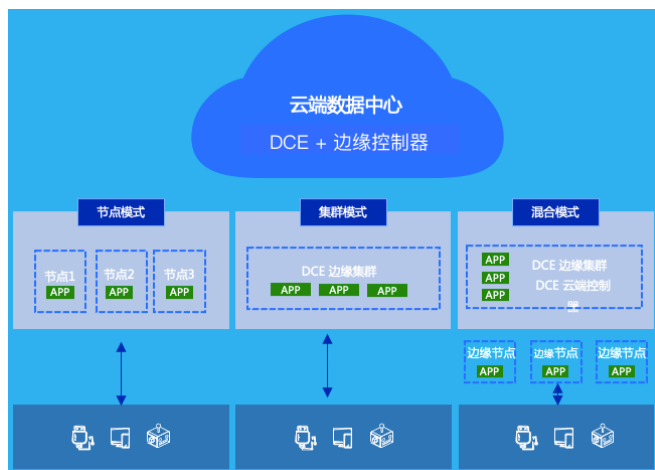 云端数据中心
DCE + 边缘控制器
节点模式
集群模式
混合模式
节点1
APP
节点2
APP
节点3
APP
DCE 边缘集群
APP
APP
APP
APP
APP
APP
DCE 边缘集群
DCE 云端控制
器
边缘节点
APP
边缘节点
APP
边缘节点
APP